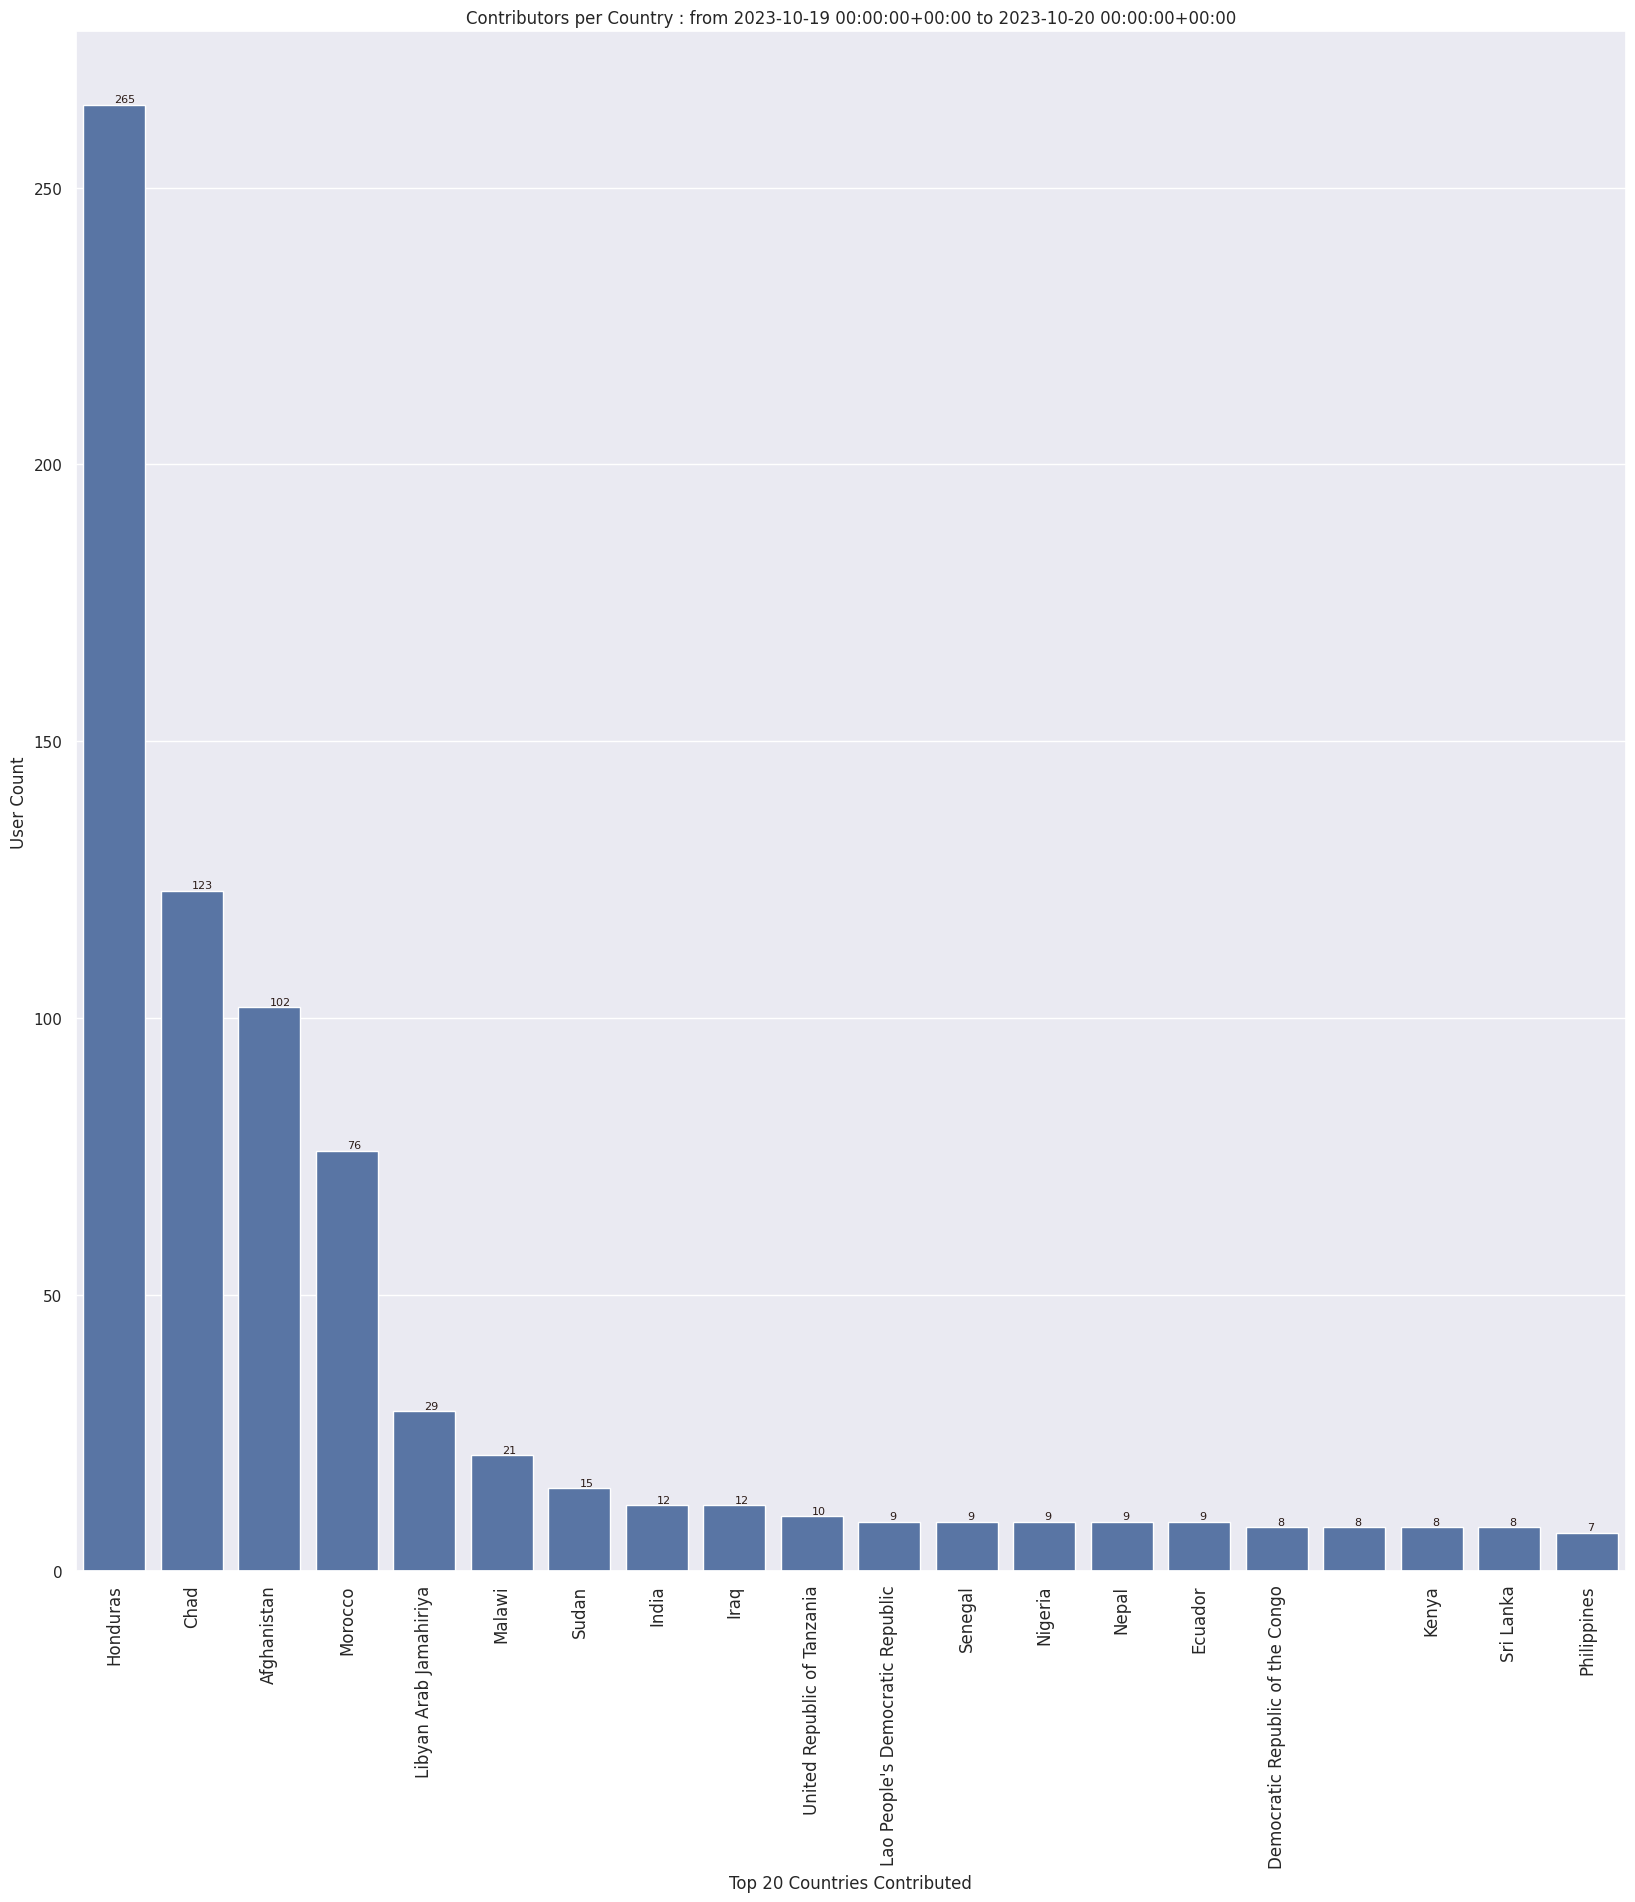 Contributors per Country : from 2023-10-19 00:00:00+00:00 to 2023-10-20 00:00:00+00:00
User Count
250
200
150
100
50
0
265
123
102
76
29
21
15
12
12
10
9
9
9
9
9
8
8
8
8
7
Honduras
Chad
Afghanistan
Morocco
Libyan Arab Jamahiriya
Malawi
Sudan
India
Iraq
United Republic of Tanzania
Lao People's Democratic Republic
Senegal
Nigeria
Nepal
Ecuador
Democratic Republic of the Congo
Kenya
Sri Lanka
Philippines
Top 20 Countries Contributed